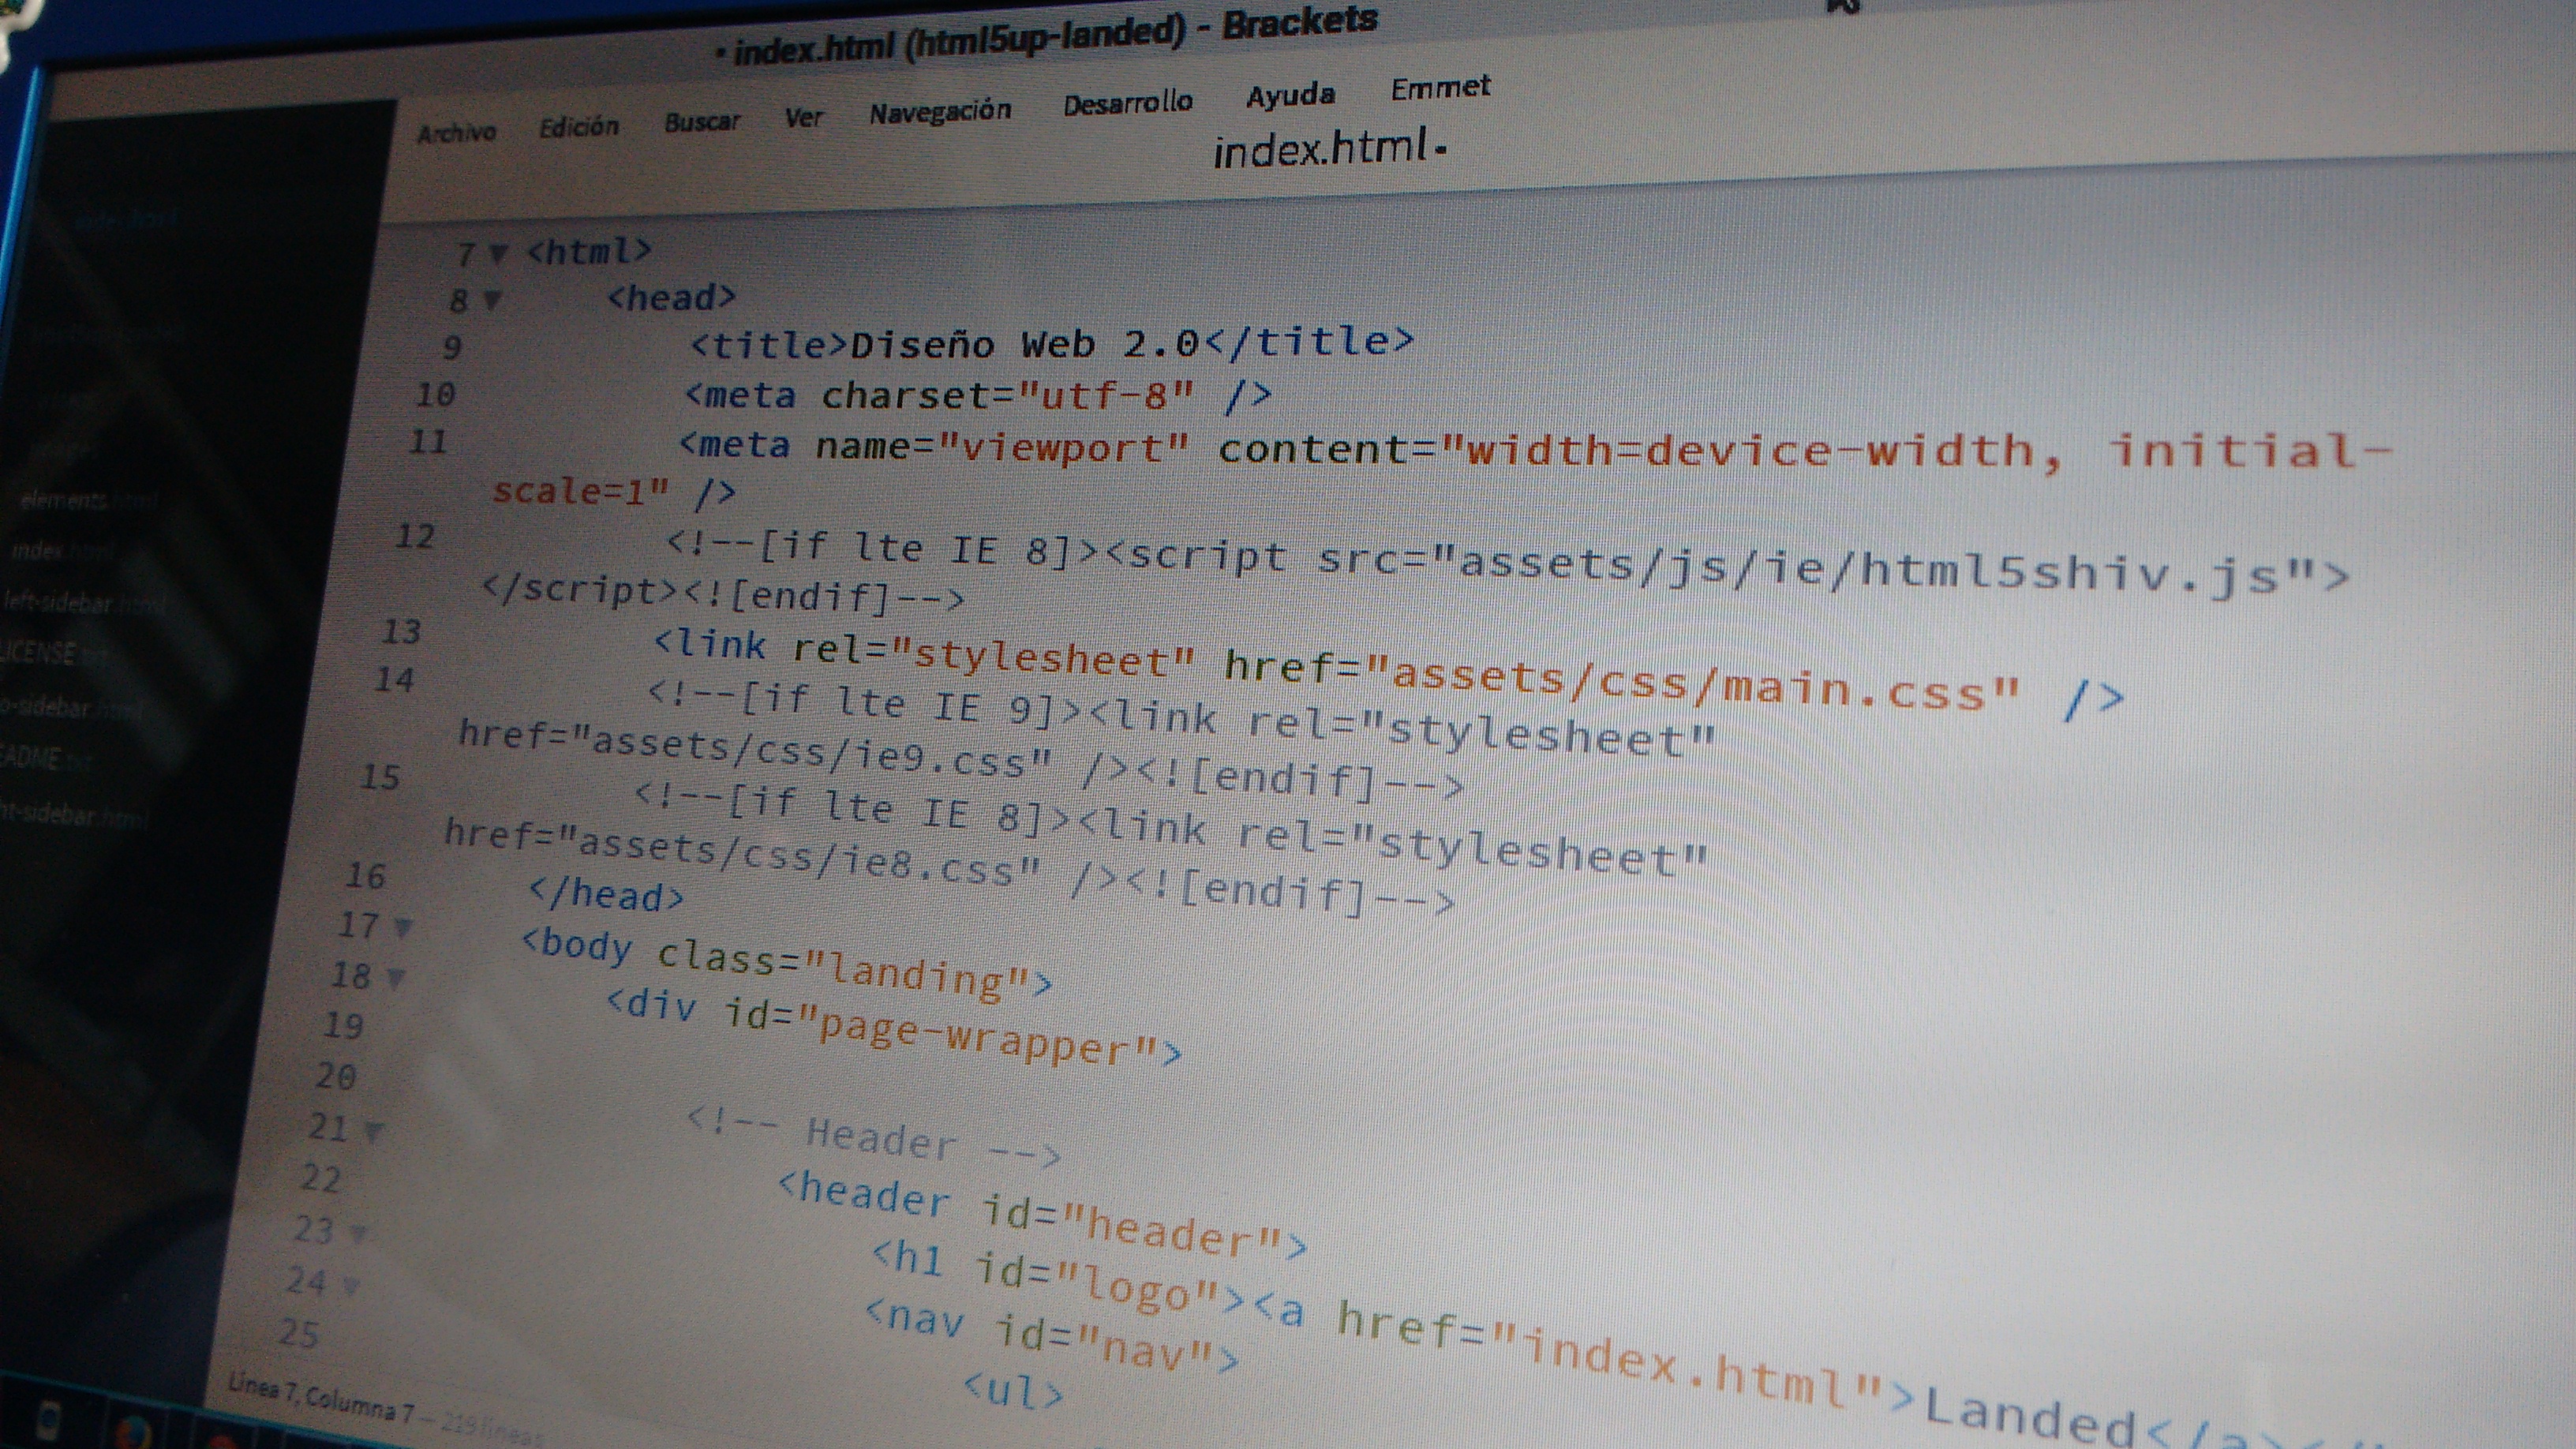 • index.html (html5up-landed) - Brackets
Archivo Edición Buscar Ver Navegación Desarrollo Ayuda Emmet
index.html •
elements.html
index.html
left-sidebar.html
LICENSE.txt
o-sidebar.html
EADME.txt
ht-sidebar.html
7 <html>
8 <head>
9 <title>Diseño Web 2.0</title>
10 <meta charset="utf-8" />
11 <meta name="viewport" content="width=device-width, initial-
scale=1" />
12 <!--[if lte IE 8]><script src="assets/js/ie/html5shiv.js">
</script><![endif]-->
13 <link rel="stylesheet" href="assets/css/main.css" />
14 <!--[if lte IE 9]><link rel="stylesheet"
href="assets/css/ie9.css" /><![endif]-->
15 <!--[if lte IE 8]><link rel="stylesheet"
href="assets/css/ie8.css" /><![endif]-->
16 </head>
17 <body class="landing">
18 <div id="page-wrapper">
19
20 <!-- Header -->
21 <header id="header">
22 <h1 id="logo"><a href="index.html">Landed</a>
23 <nav id="nav">
24 <ul>
25
Línea 7, Columna 7 — 219 líneas